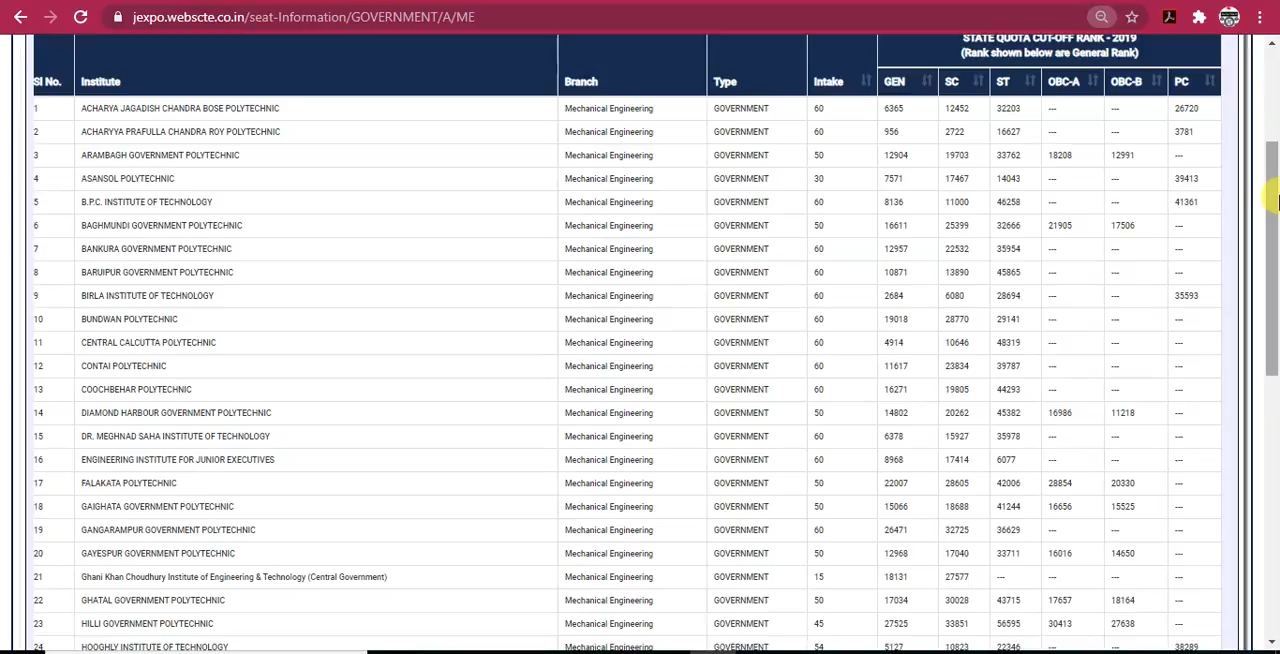 jexpo.webscte.co.in/seat-Information/GOVERNMENT/A/ME
STATE QUOTA CUT-OFF RANK - 2019
(Rank shown below are General Rank)
Sl No. Institute Branch Type Intake GEN SC ST OBC-A OBC-B PC
1 ACHARYA JAGADISH CHANDRA BOSE POLYTECHNIC Mechanical Engineering GOVERNMENT 60 6365 12452 32203 --- --- 26720
2 ACHARYYA PRAFULLA CHANDRA ROY POLYTECHNIC Mechanical Engineering GOVERNMENT 60 956 2722 16627 --- --- 3781
3 ARAMBAGH GOVERNMENT POLYTECHNIC Mechanical Engineering GOVERNMENT 50 12904 19703 33762 18208 12991 ---
4 ASANSOL POLYTECHNIC Mechanical Engineering GOVERNMENT 30 7571 17467 14043 --- --- 39413
5 B.P.C. INSTITUTE OF TECHNOLOGY Mechanical Engineering GOVERNMENT 60 8136 11000 46258 --- --- 41361
6 BAGHMUNDI GOVERNMENT POLYTECHNIC Mechanical Engineering GOVERNMENT 50 16611 25399 32666 21905 17506 ---
7 BANKURA GOVERNMENT POLYTECHNIC Mechanical Engineering GOVERNMENT 60 12957 22532 35954 --- --- ---
8 BARUIPUR GOVERNMENT POLYTECHNIC Mechanical Engineering GOVERNMENT 60 10871 13890 45865 --- --- ---
9 BIRLA INSTITUTE OF TECHNOLOGY Mechanical Engineering GOVERNMENT 60 2684 6080 28694 --- --- 35593
10 BUNDWAN POLYTECHNIC Mechanical Engineering GOVERNMENT 60 19018 28770 29141 --- --- ---
11 CENTRAL CALCUTTA POLYTECHNIC Mechanical Engineering GOVERNMENT 60 4914 10646 48319 --- --- ---
12 CONTAI POLYTECHNIC Mechanical Engineering GOVERNMENT 60 11617 23834 39787 --- --- ---
13 COOCHBEHAR POLYTECHNIC Mechanical Engineering GOVERNMENT 60 16271 19805 44293 --- --- ---
14 DIAMOND HARBOUR GOVERNMENT POLYTECHNIC Mechanical Engineering GOVERNMENT 50 14802 20262 45382 16986 11218 ---
15 DR. MEGHNAD SAHA INSTITUTE OF TECHNOLOGY Mechanical Engineering GOVERNMENT 60 6378 15927 35978 --- --- ---
16 ENGINEERING INSTITUTE FOR JUNIOR EXECUTIVES Mechanical Engineering GOVERNMENT 60 8968 17414 6077 --- --- ---
17 FALAKATA POLYTECHNIC Mechanical Engineering GOVERNMENT 50 22007 28605 42006 28854 20330 ---
18 GAIGHATA GOVERNMENT POLYTECHNIC Mechanical Engineering GOVERNMENT 50 15066 18688 41244 16656 15525 ---
19 GANGARAMPUR GOVERNMENT POLYTECHNIC Mechanical Engineering GOVERNMENT 60 26471 32725 36629 --- --- ---
20 GAYESPUR GOVERNMENT POLYTECHNIC Mechanical Engineering GOVERNMENT 50 12968 17040 33711 16016 14650 ---
21 Ghani Khan Choudhury Institute of Engineering & Technology (Central Government) Mechanical Engineering GOVERNMENT 15 18131 27577 --- --- --- ---
22 GHATAL GOVERNMENT POLYTECHNIC Mechanical Engineering GOVERNMENT 50 17034 30028 43715 17657 18164 ---
23 HILLI GOVERNMENT POLYTECHNIC Mechanical Engineering GOVERNMENT 45 27525 33851 56595 30413 27638 ---
24 HOOGHLY INSTITUTE OF TECHNOLOGY Mechanical Engineering GOVERNMENT 54 5127 10823 22346 --- --- 38289